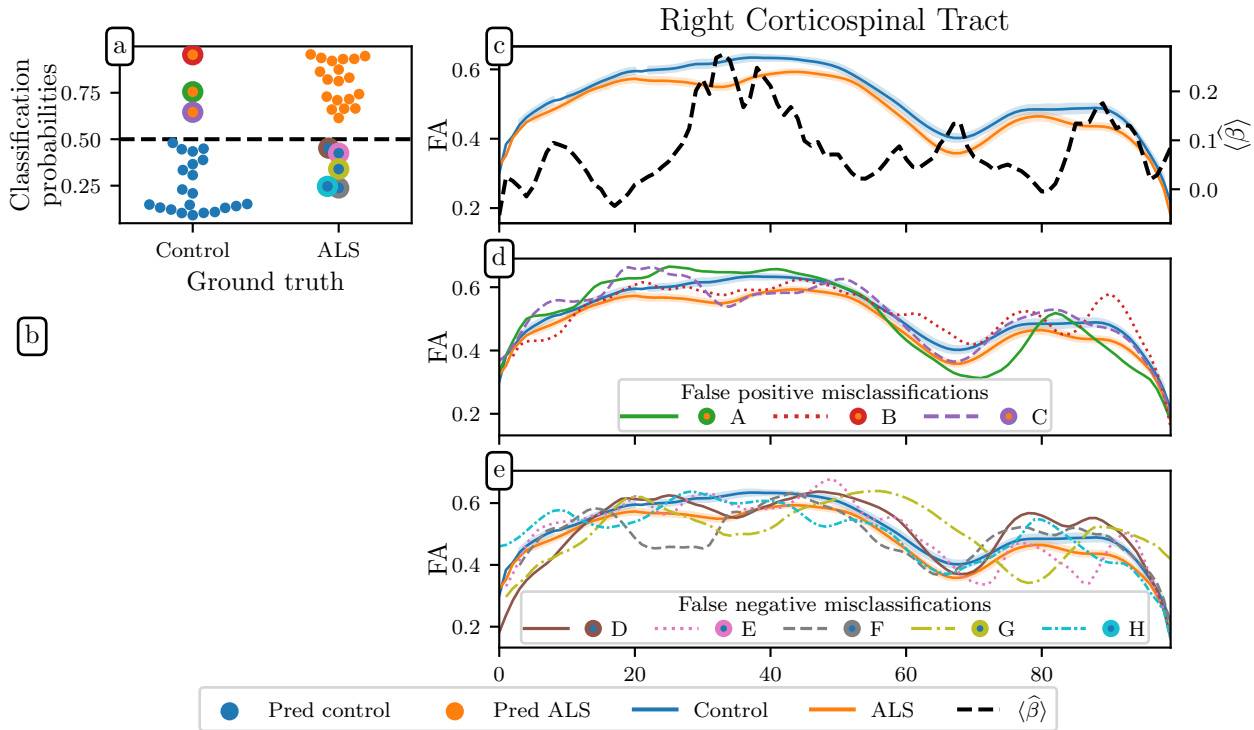 Right Corticospinal Tract
a
Classification
probabilities
0.75
0.50
0.25
Control
ALS
Ground truth
b
c
FA
0.6
0.4
0.2
0.2
0.1
0.0
⟨β̂⟩
d
FA
0.6
0.4
0.2
False positive misclassifications
A B C
e
FA
0.6
0.4
0.2
False negative misclassifications
D E F G H
0 20 40 60 80
Pred control Pred ALS Control ALS ⟨β̂⟩